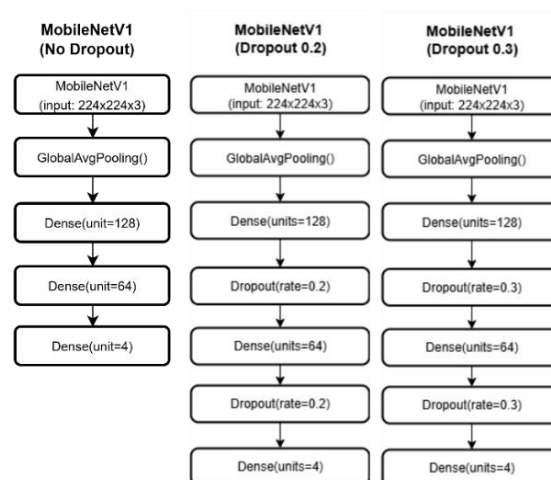 MobileNetV1
(No Dropout)
MobileNetV1
(input: 224x224x3)
GlobalAvgPooling()
Dense(unit=128)
Dense(unit=64)
Dense(unit=4)
MobileNetV1
(Dropout 0.2)
MobileNetV1
(input: 224x224x3)
GlobalAvgPooling()
Dense(units=128)
Dropout(rate=0.2)
Dense(units=64)
Dropout(rate=0.2)
Dense(units=4)
MobileNetV1
(Dropout 0.3)
MobileNetV1
(input: 224x224x3)
GlobalAvgPooling()
Dense(units=128)
Dropout(rate=0.3)
Dense(units=64)
Dropout(rate=0.3)
Dense(units=4)